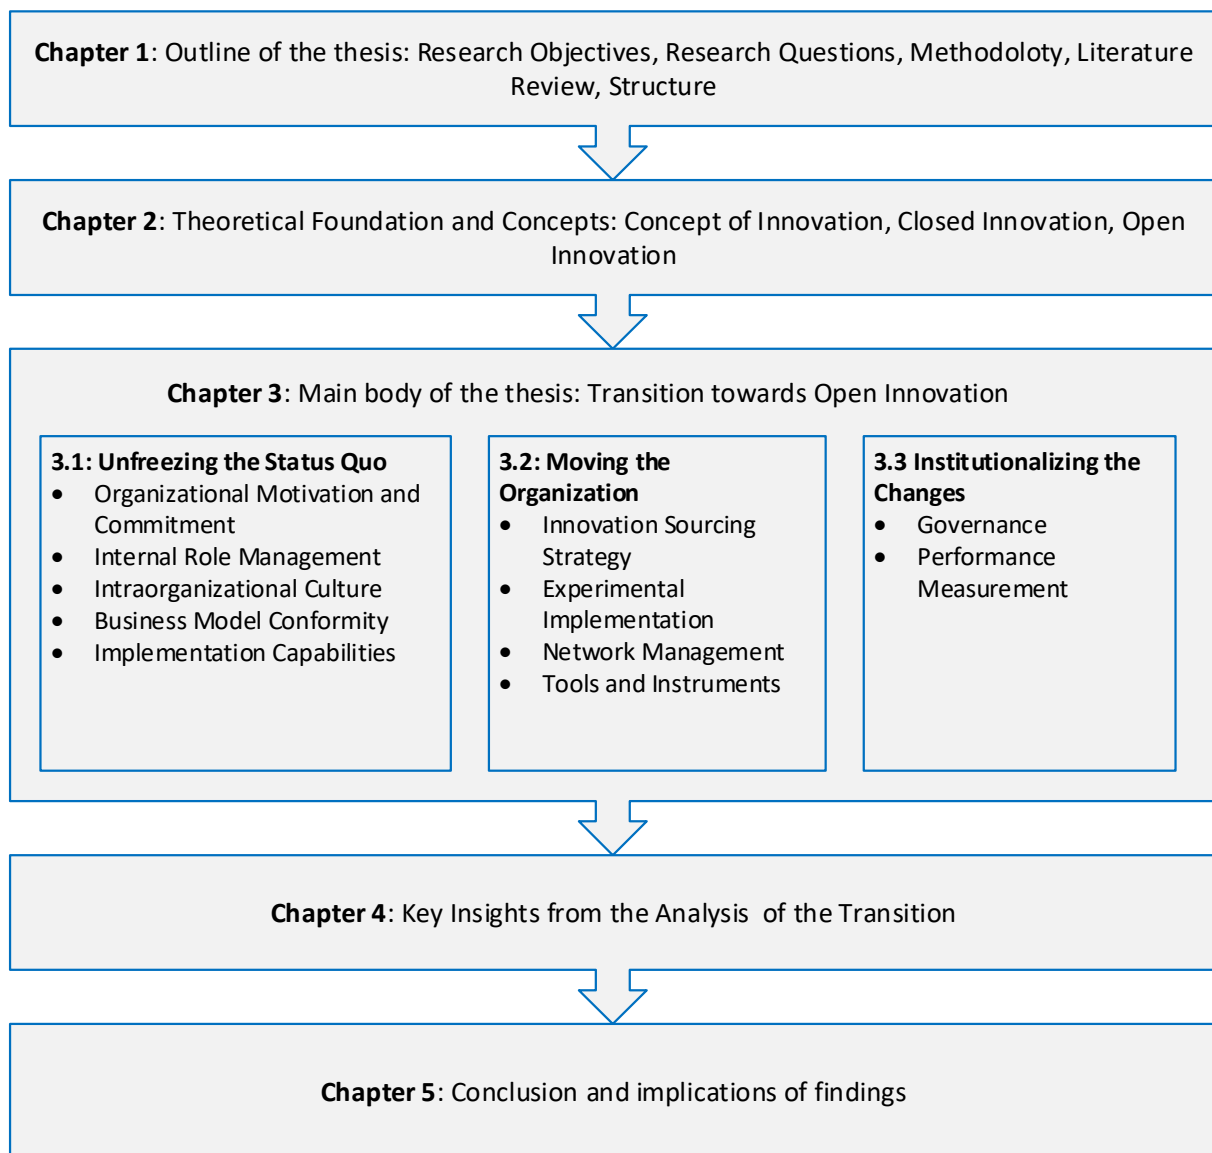 Chapter 1: Outline of the thesis: Research Objectives, Research Questions, Methodoloty, Literature
Review, Structure
Chapter 2: Theoretical Foundation and Concepts: Concept of Innovation, Closed Innovation, Open
Innovation
Chapter 3: Main body of the thesis: Transition towards Open Innovation
3.1: Unfreezing the Status Quo
• Organizational Motivation and
Commitment
• Internal Role Management
• Intraorganizational Culture
• Business Model Conformity
• Implementation Capabilities
3.2: Moving the
Organization
• Innovation Sourcing
Strategy
• Experimental
Implementation
• Network Management
• Tools and Instruments
3.3 Institutionalizing the
Changes
• Governance
• Performance
Measurement
Chapter 4: Key Insights from the Analysis of the Transition
Chapter 5: Conclusion and implications of findings